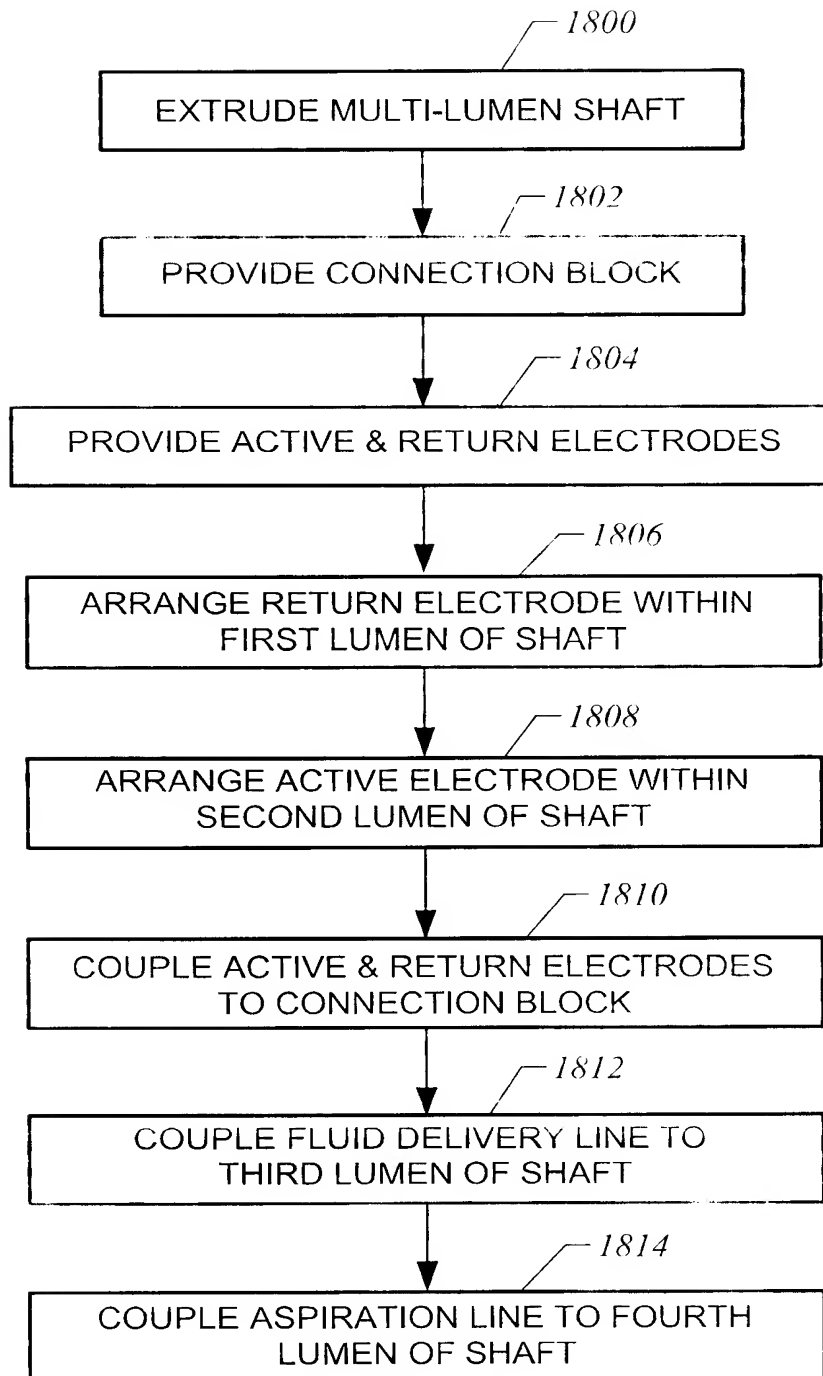 1800
EXTRUDE MULTI-LUMEN SHAFT
1802
PROVIDE CONNECTION BLOCK
1804
PROVIDE ACTIVE & RETURN ELECTRODES
1806
ARRANGE RETURN ELECTRODE WITHIN
FIRST LUMEN OF SHAFT
1808
ARRANGE ACTIVE ELECTRODE WITHIN
SECOND LUMEN OF SHAFT
1810
COUPLE ACTIVE & RETURN ELECTRODES
TO CONNECTION BLOCK
1812
COUPLE FLUID DELIVERY LINE TO
THIRD LUMEN OF SHAFT
1814
COUPLE ASPIRATION LINE TO FOURTH
LUMEN OF SHAFT